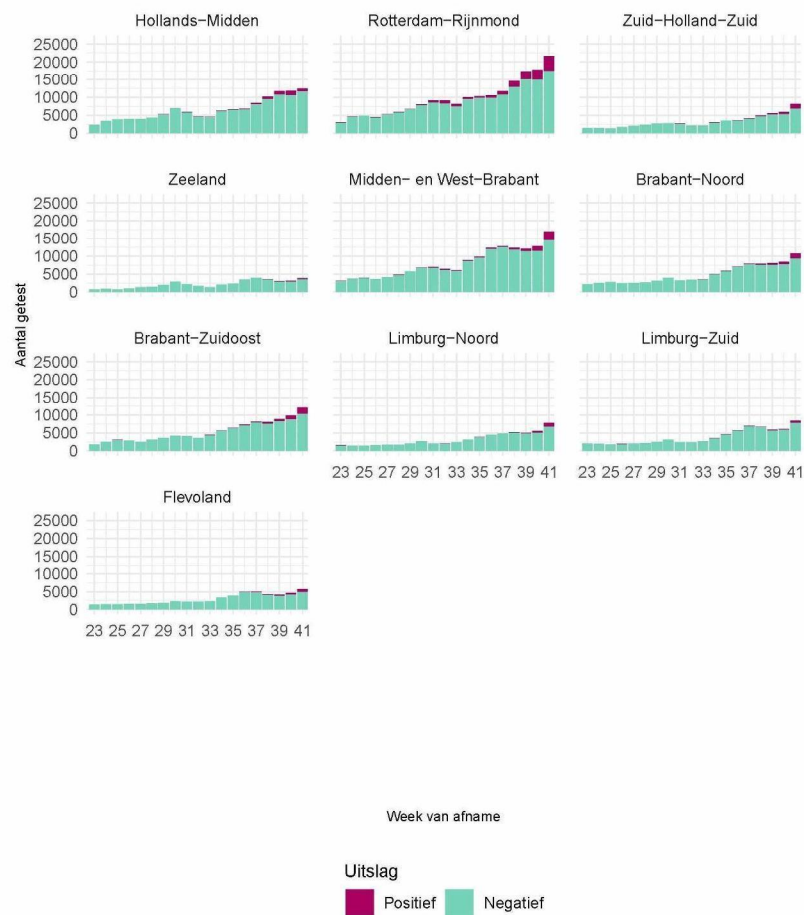 Hollands−Midden Rotterdam−Rijnmond Zuid−Holland−Zuid
25000
20000
15000
10000
5000
0
Zeeland Midden− en West−Brabant Brabant−Noord
25000
20000
15000
10000
5000
0
Aantal getest
Brabant−Zuidoost Limburg−Noord Limburg−Zuid
25000
20000
15000
10000
5000
0
23 25 27 29 31 33 35 37 39 41 23 25 27 29 31 33 35 37 39 41
Flevoland
25000
20000
15000
10000
5000
0
23 25 27 29 31 33 35 37 39 41
Week van afname
Uitslag
Positief Negatief